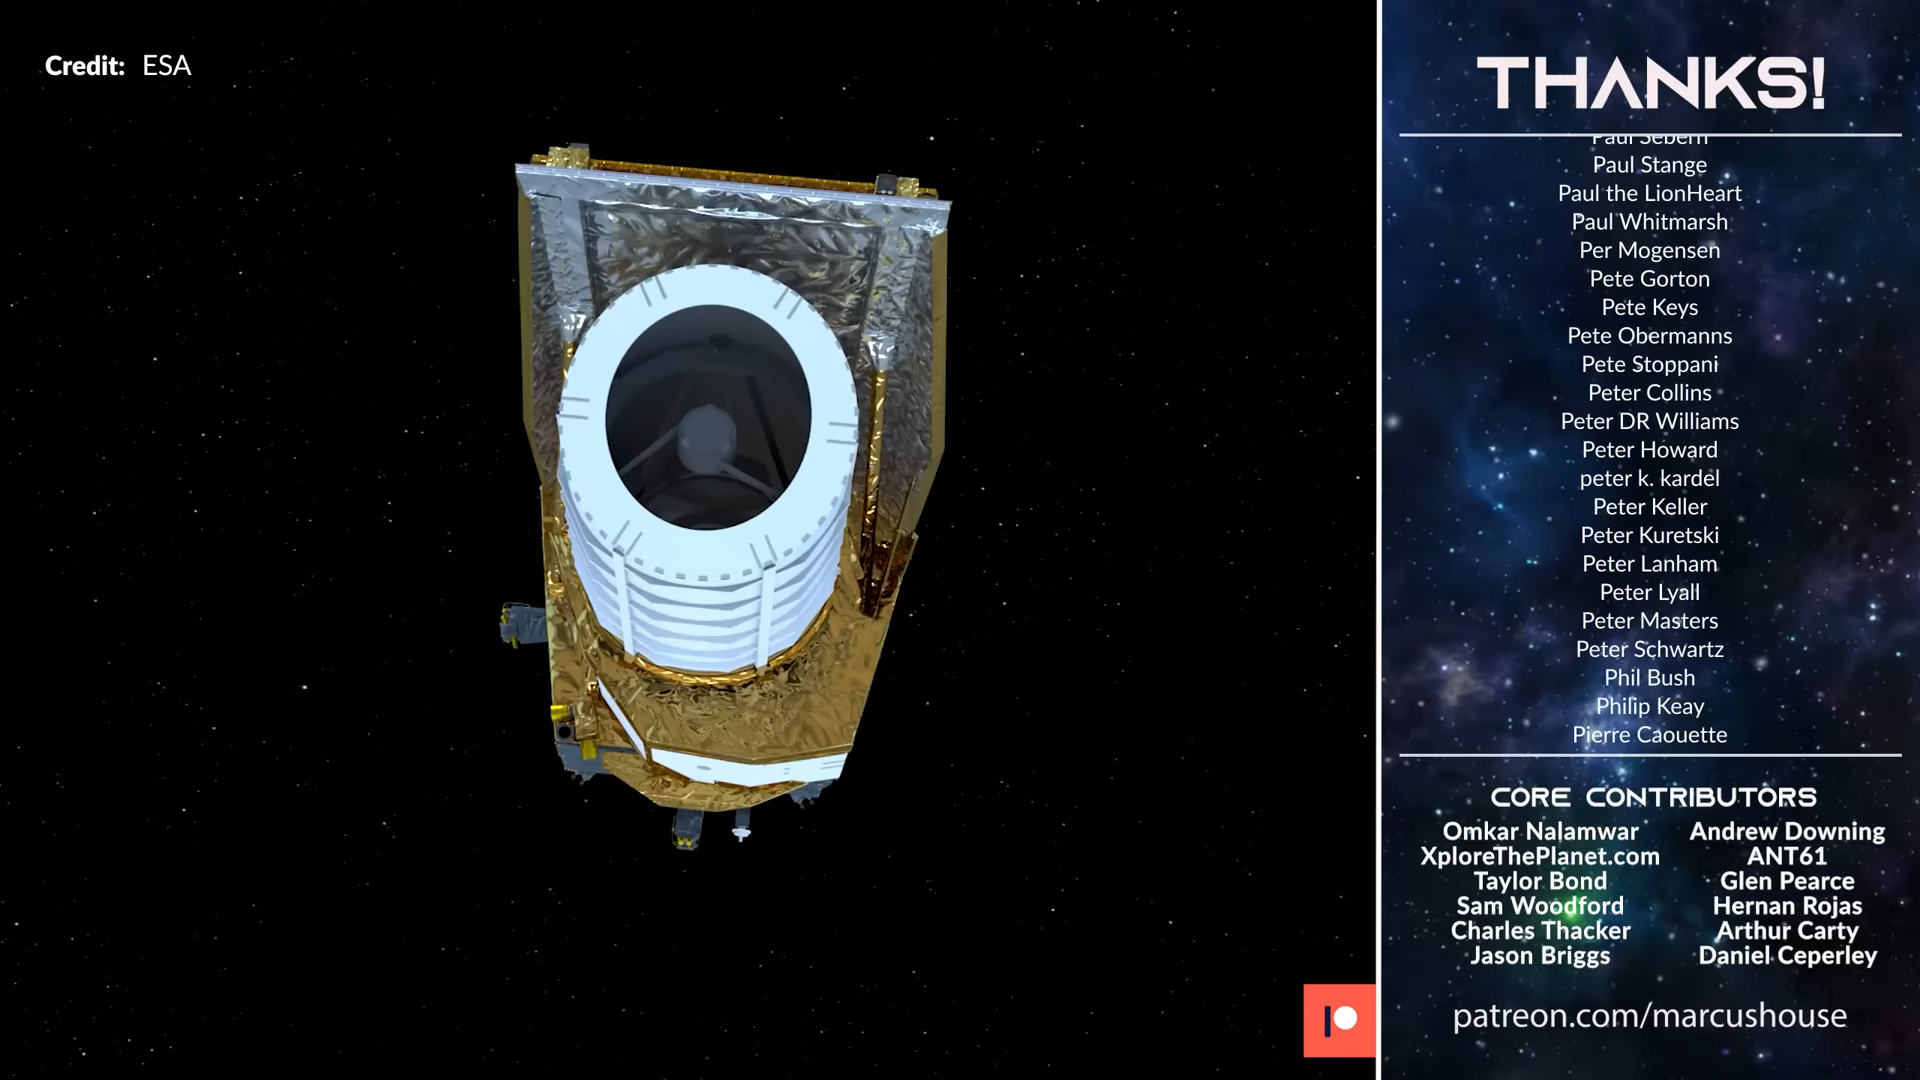 Credit: ESA
THANKS!
Paul Sebern
Paul Stange
Paul the LionHeart
Paul Whitmarsh
Per Mogensen
Pete Gorton
Pete Keys
Pete Obermanns
Pete Stoppani
Peter Collins
Peter DR Williams
Peter Howard
peter k. kardel
Peter Keller
Peter Kuretski
Peter Lanham
Peter Lyall
Peter Masters
Peter Schwartz
Phil Bush
Philip Keay
Pierre Caouette
CORE CONTRIBUTORS
Omkar Nalamwar Andrew Downing
XploreThePlanet.com ANT61
Taylor Bond Glen Pearce
Sam Woodford Hernan Rojas
Charles Thacker Arthur Carty
Jason Briggs Daniel Ceperley
patreon.com/marcushouse